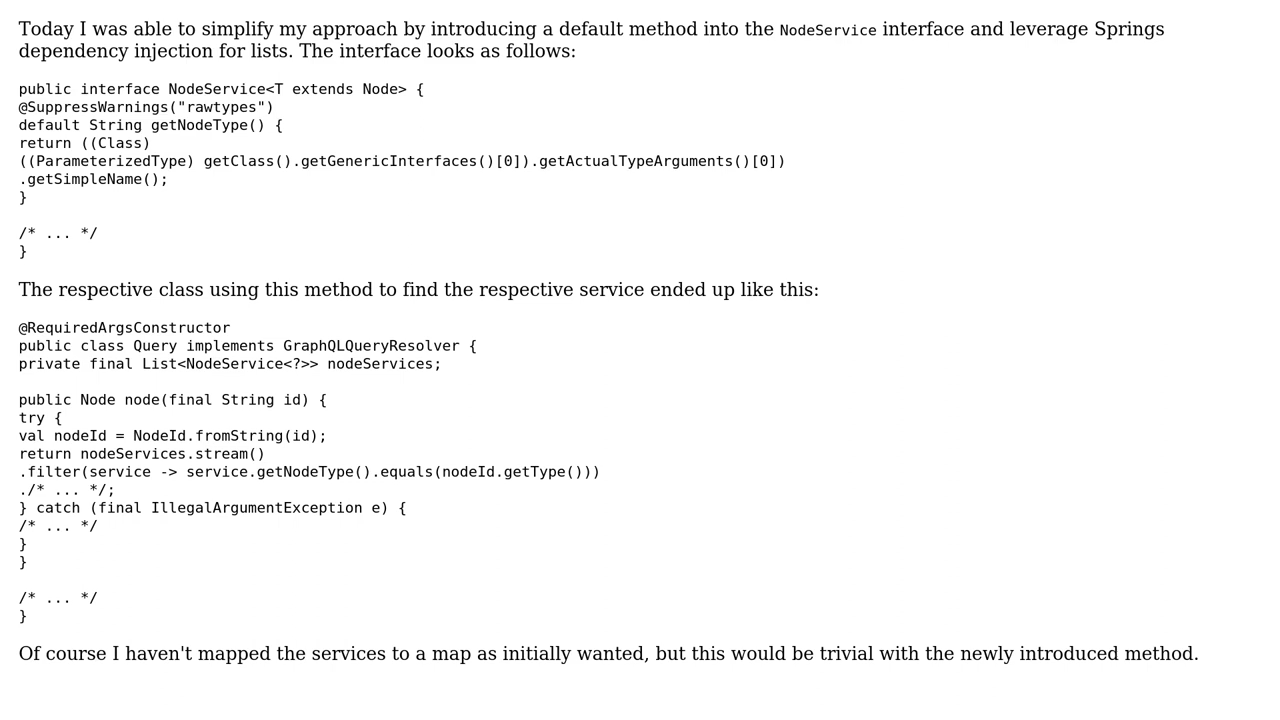 Today I was able to simplify my approach by introducing a default method into the NodeService interface and leverage Springs
dependency injection for lists. The interface looks as follows:
public interface NodeService<T extends Node> {
@SuppressWarnings("rawtypes")
default String getNodeType() {
return ((Class)
((ParameterizedType) getClass().getGenericInterfaces()[0]).getActualTypeArguments()[0])
.getSimpleName();
}
/* ... */
}
The respective class using this method to find the respective service ended up like this:
@RequiredArgsConstructor
public class Query implements GraphQLQueryResolver {
private final List<NodeService<?>> nodeServices;
public Node node(final String id) {
try {
val nodeId = NodeId.fromString(id);
return nodeServices.stream()
.filter(service -> service.getNodeType().equals(nodeId.getType()))
./* ... */;
} catch (final IllegalArgumentException e) {
/* ... */
}
}
/* ... */
}
Of course I haven't mapped the services to a map as initially wanted, but this would be trivial with the newly introduced method.